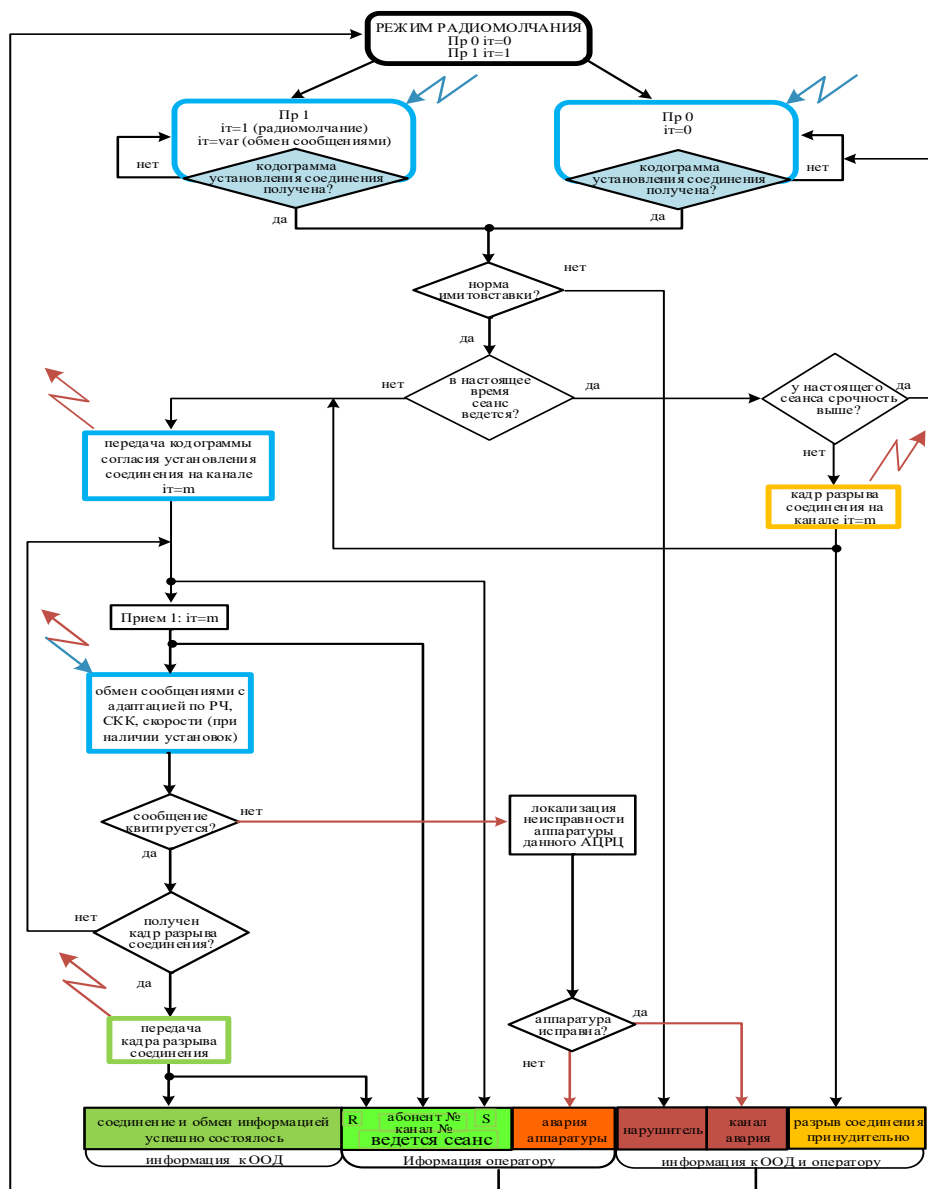 РЕЖИМ РАДИОМОЛЧАНИЯ
Пр 0 iт=0
Пр 1 iт=1
Пр 1
iт=1 (радиомолчание)
iт=var (обмен сообщениями)
кодограмма
установления соединения
получена?
нет
да
Пр 0
iт=0
кодограмма
установления соединения
получена?
нет
да
норма
имитовставки?
нет
да
в настоящее
время
сеанс
ведется?
нет
да
у настоящего
сеанса срочность
выше?
да
нет
передача кодограммы
согласия установления
соединения на канале
iт=m
кадр разрыва
соединения на
канале iт=m
Прием 1: iт=m
обмен сообщениями с
адаптацией по РЧ,
СКК, скорости (при
наличии установок)
сообщение
квитируется?
нет
да
локализация
неисправности
аппаратуры
данного АЦРЦ
получен
кадр разрыва
соединения?
нет
да
аппаратура
исправна?
да
нет
передача
кадра разрыва
соединения
соединение и обмен информацией
успешно состоялось
R
абонент №
канал №
S
ведется сеанс
авария
аппаратуры
нарушитель
канал
авария
разрыв соединения
принудительно
информация к ООД
Иформация оператору
информация к ООД и оператору